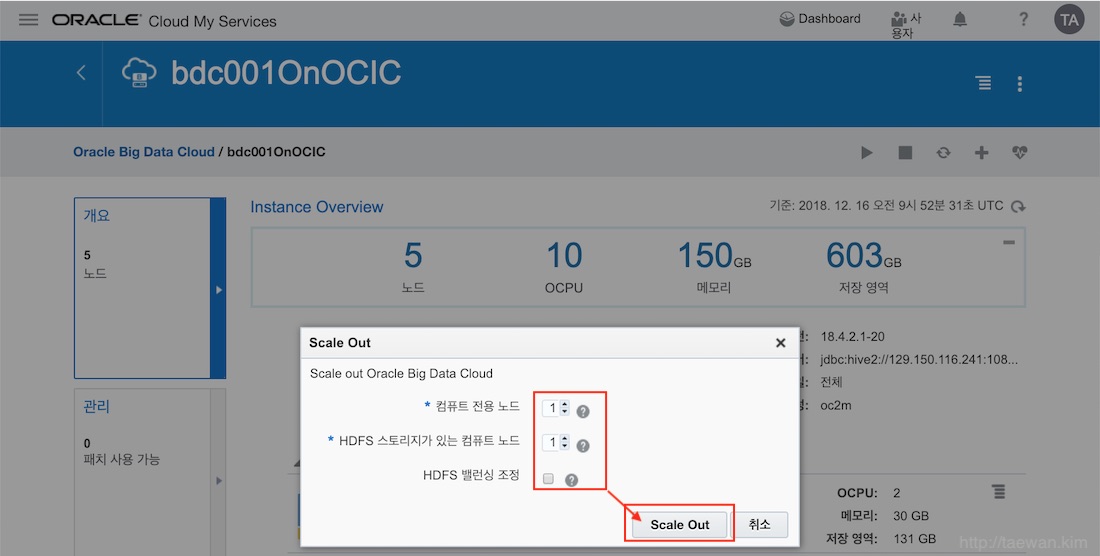 ORACLE Cloud My Services
Dashboard
사
용자
?
TA
bdc001OnOCIC
Oracle Big Data Cloud / bdc001OnOCIC
개요
5
노드
Instance Overview
기준: 2018. 12. 16 오전 9시 52분 31초 UTC
5
노드
10
OCPU
150GB
메모리
603GB
저장 영역
18.4.2.1-20
jdbc:hive2://129.150.116.241:108...
전체
oc2m
관리
0
패치 사용 가능
Scale Out
Scale out Oracle Big Data Cloud
* 컴퓨트 전용 노드 1 ?
* HDFS 스토리지가 있는 컴퓨트 노드 1 ?
HDFS 밸런싱 조정 ?
Scale Out 취소
OCPU: 2
메모리: 30 GB
저장 영역: 131 GB
http://taewan.kim